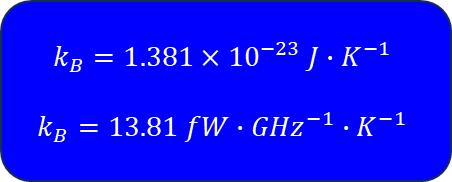 k_B = 1.381 × 10^{-23} J · K^{-1}
k_B = 13.81 fW · GHz^{-1} · K^{-1}